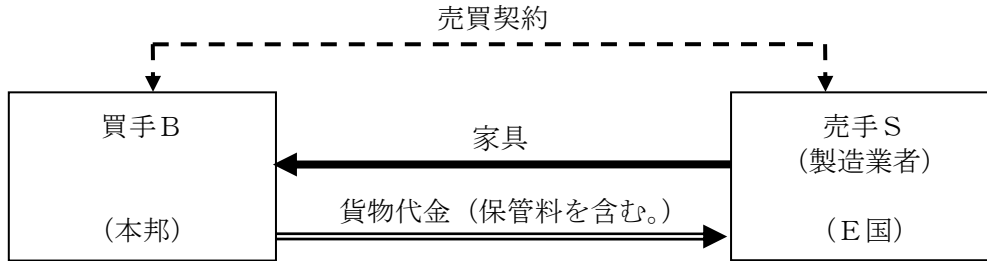 売買契約
買手Ｂ
(本邦)
家具
貨物代金（保管料を含む。）
売手Ｓ
（製造業者）
（Ｅ国）